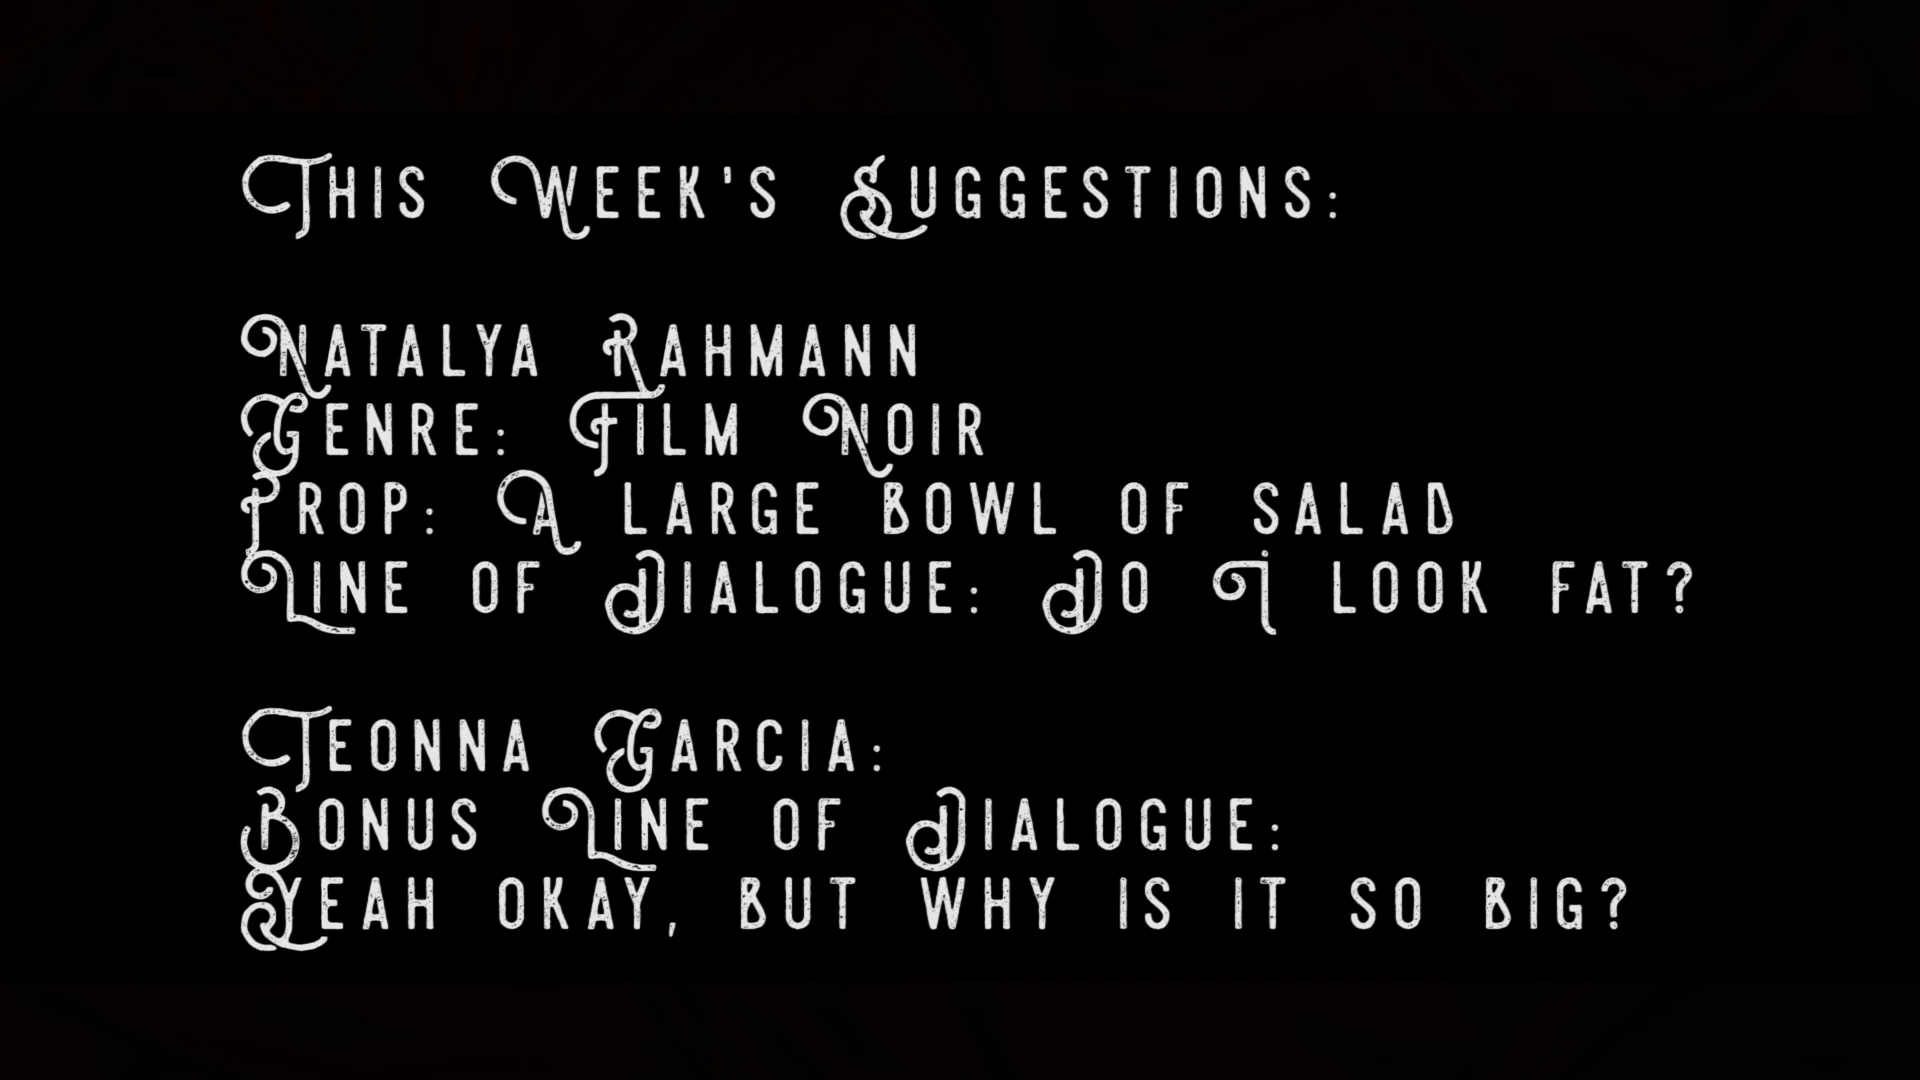 This Week's Suggestions:
Natalya Rahmann
Genre: Film Noir
Prop: A large bowl of salad
Line of Dialogue: Do I look fat?
Teonna Garcia:
Bonus Line of Dialogue:
Yeah okay, but why is it so big?